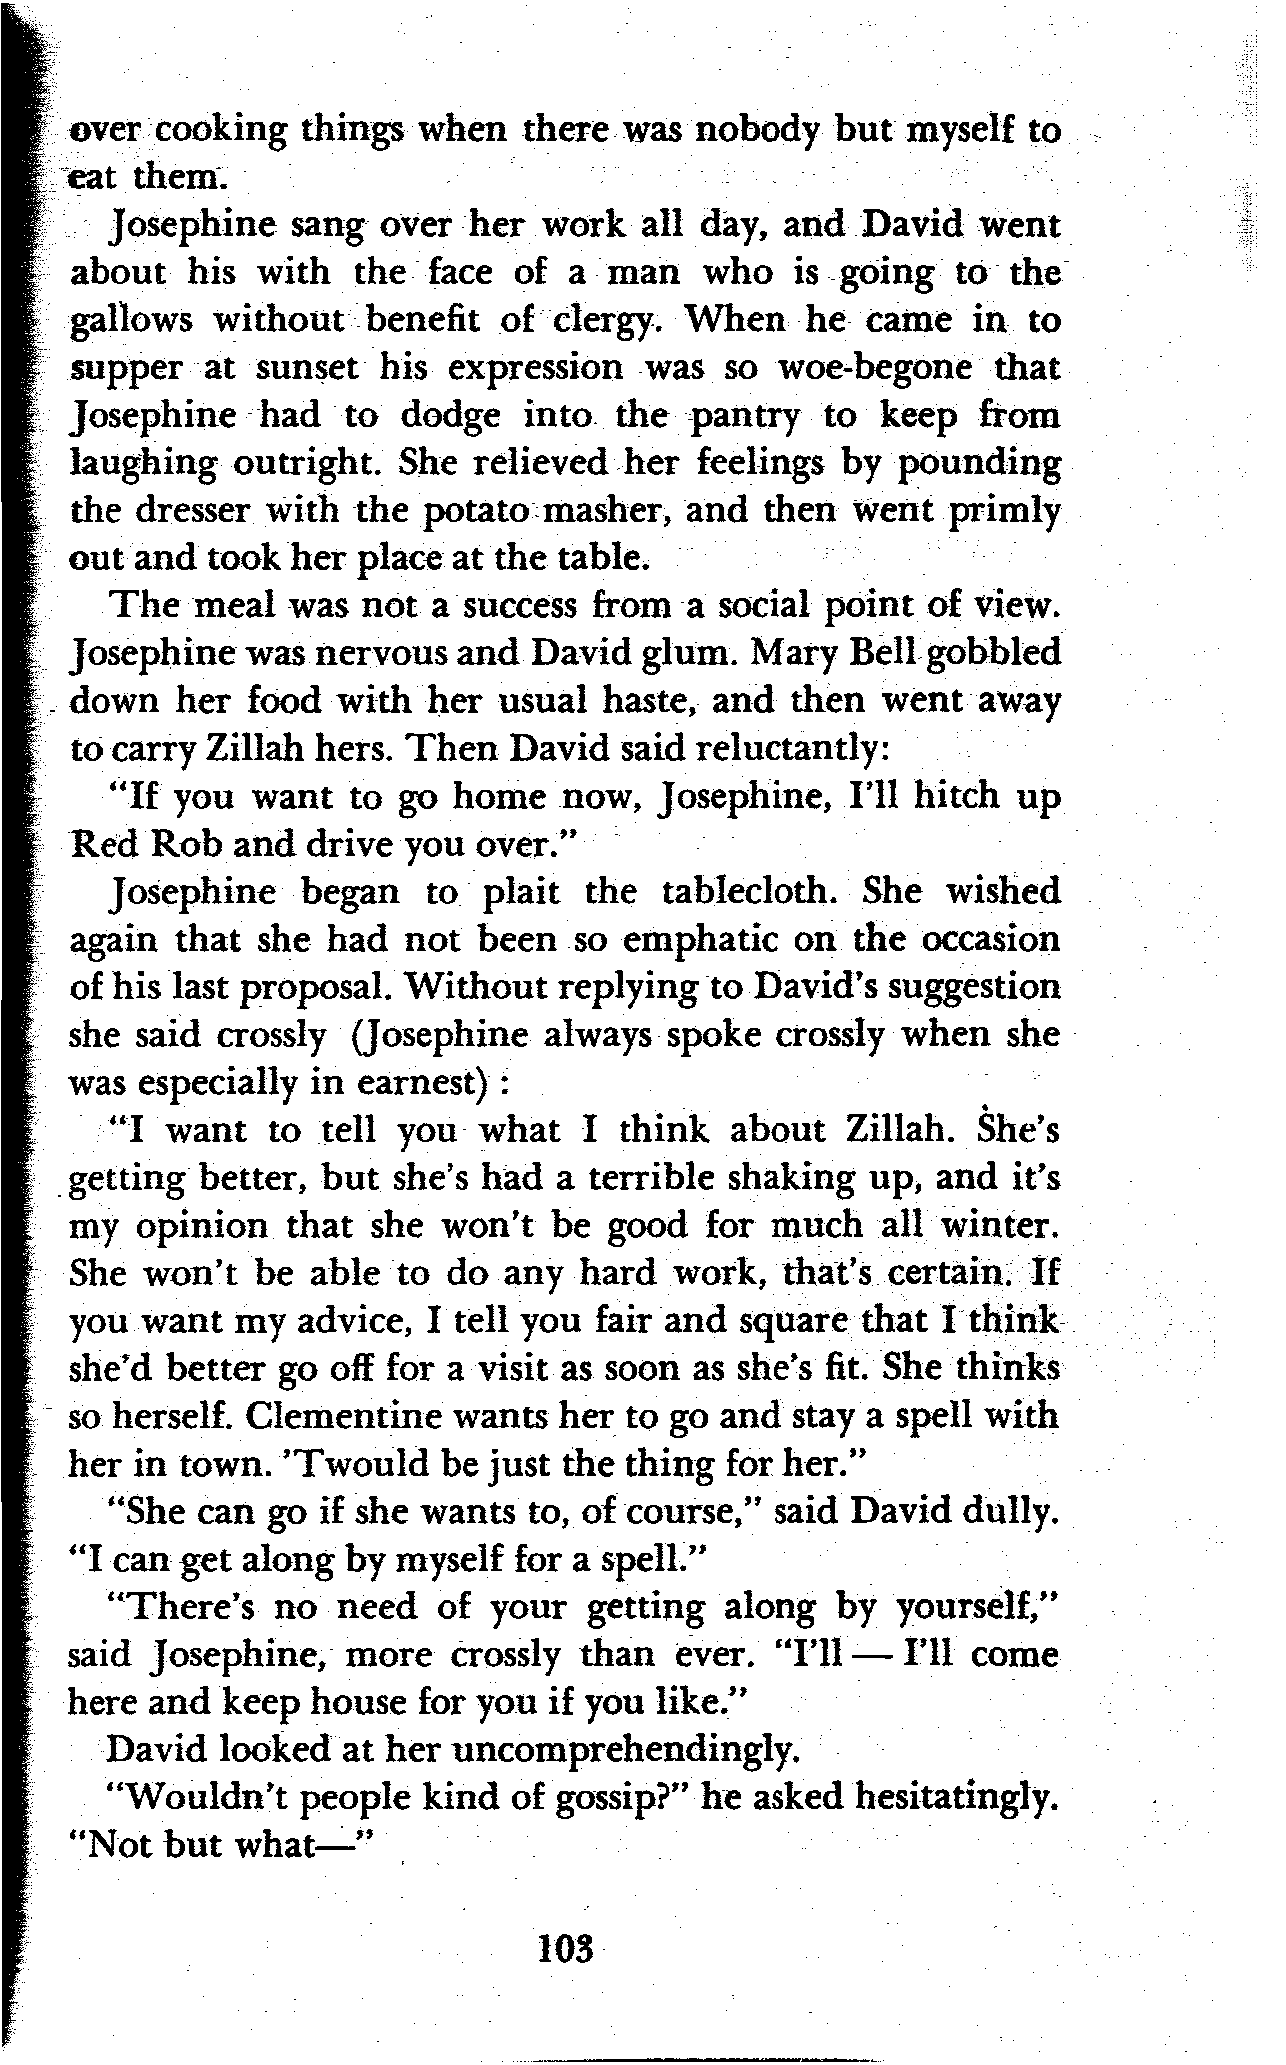 over cooking things when there was nobody but myself to
eat them.
Josephine sang over her work all day, and David went
about his with the face of a man who is going to the
gallows without benefit of clergy. When he came in to
supper at sunset his expression was so woe-begone that
Josephine had to dodge into the pantry to keep from
laughing outright. She relieved her feelings by pounding
the dresser with the potato masher, and then went primly
out and took her place at the table.
The meal was not a success from a social point of view.
Josephine was nervous and David glum. Mary Bell gobbled
down her food with her usual haste, and then went away
to carry Zillah hers. Then David said reluctantly:
“If you want to go home now, Josephine, I’ll hitch up
Red Rob and drive you over.”
Josephine began to plait the tablecloth. She wished
again that she had not been so emphatic on the occasion
of his last proposal. Without replying to David’s suggestion
she said crossly (Josephine always spoke crossly when she
was especially in earnest) :
“I want to tell you what I think about Zillah. She’s
getting better, but she’s had a terrible shaking up, and it’s
my opinion that she won’t be good for much all winter.
She won’t be able to do any hard work, that’s certain. If
you want my advice, I tell you fair and square that I think
she’d better go off for a visit as soon as she’s fit. She thinks
so herself. Clementine wants her to go and stay a spell with
her in town. ’Twould be just the thing for her.”
“She can go if she wants to, of course,” said David dully.
“I can get along by myself for a spell.”
“There’s no need of your getting along by yourself,”
said Josephine, more crossly than ever. “I’ll — I’ll come
here and keep house for you if you like.”
David looked at her uncomprehendingly.
“Wouldn’t people kind of gossip?” he asked hesitatingly.
“Not but what—”
103